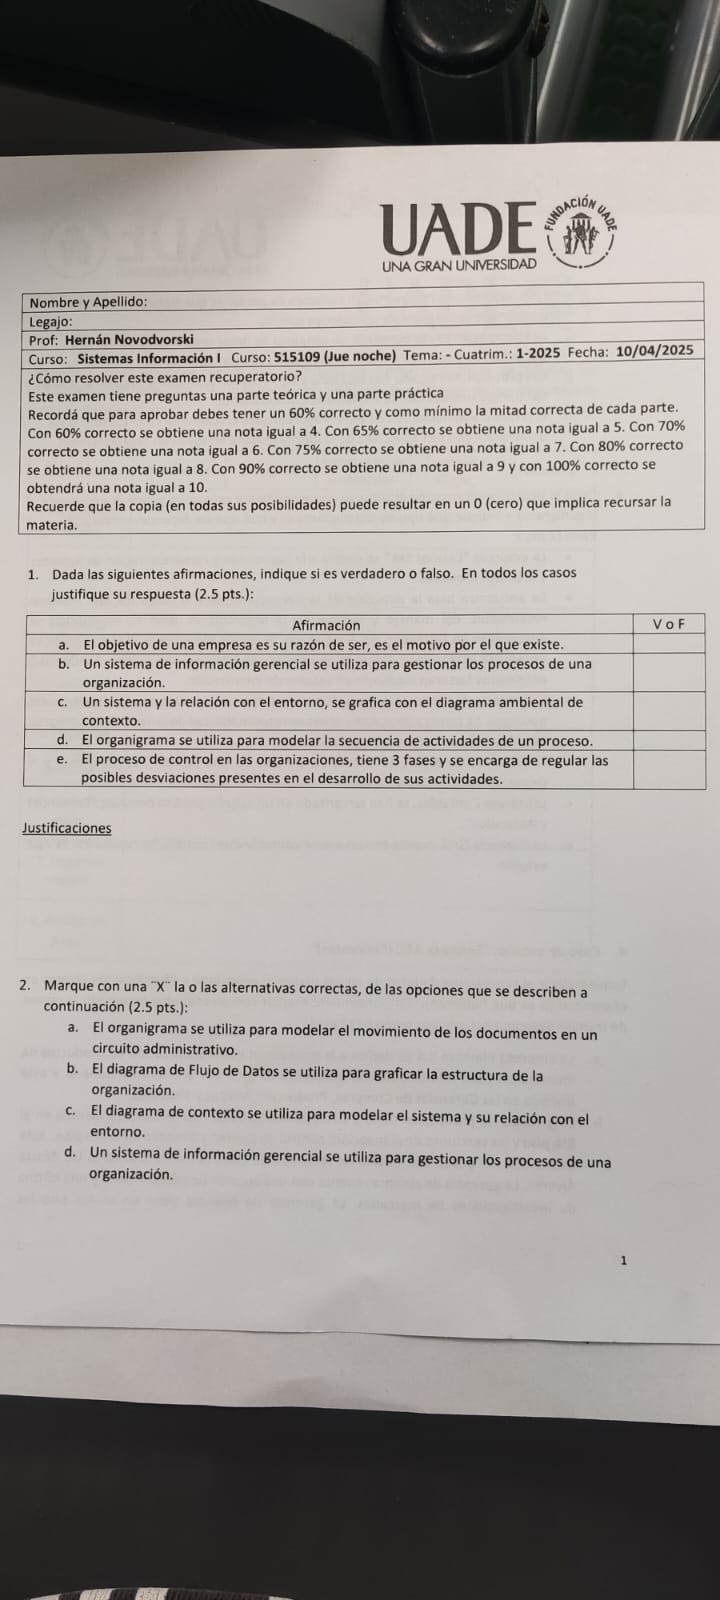 UADE
UNA GRAN UNIVERSIDAD
FUNDACIÓN UADE
Nombre y Apellido:
Legajo:
Prof: Hernán Novodvorski
Curso: Sistemas Información I Curso: 515109 (Jue noche) Tema: - Cuatrim.: 1-2025 Fecha: 10/04/2025
¿Cómo resolver este examen recuperatorio?
Este examen tiene preguntas una parte teórica y una parte práctica
Recordá que para aprobar debes tener un 60% correcto y como mínimo la mitad correcta de cada parte.
Con 60% correcto se obtiene una nota igual a 4. Con 65% correcto se obtiene una nota igual a 5. Con 70%
correcto se obtiene una nota igual a 6. Con 75% correcto se obtiene una nota igual a 7. Con 80% correcto
se obtiene una nota igual a 8. Con 90% correcto se obtiene una nota igual a 9 y con 100% correcto se
obtendrá una nota igual a 10.
Recuerde que la copia (en todas sus posibilidades) puede resultar en un 0 (cero) que implica recursar la
materia.
1. Dada las siguientes afirmaciones, indique si es verdadero o falso. En todos los casos
justifique su respuesta (2.5 pts.):
Afirmación V o F
a. El objetivo de una empresa es su razón de ser, es el motivo por el que existe.
b. Un sistema de información gerencial se utiliza para gestionar los procesos de una
organización.
c. Un sistema y la relación con el entorno, se grafica con el diagrama ambiental de
contexto.
d. El organigrama se utiliza para modelar la secuencia de actividades de un proceso.
e. El proceso de control en las organizaciones, tiene 3 fases y se encarga de regular las
posibles desviaciones presentes en el desarrollo de sus actividades.
Justificaciones
2. Marque con una ¨X¨ la o las alternativas correctas, de las opciones que se describen a
continuación (2.5 pts.):
a. El organigrama se utiliza para modelar el movimiento de los documentos en un
circuito administrativo.
b. El diagrama de Flujo de Datos se utiliza para graficar la estructura de la
organización.
c. El diagrama de contexto se utiliza para modelar el sistema y su relación con el
entorno.
d. Un sistema de información gerencial se utiliza para gestionar los procesos de una
organización.
1